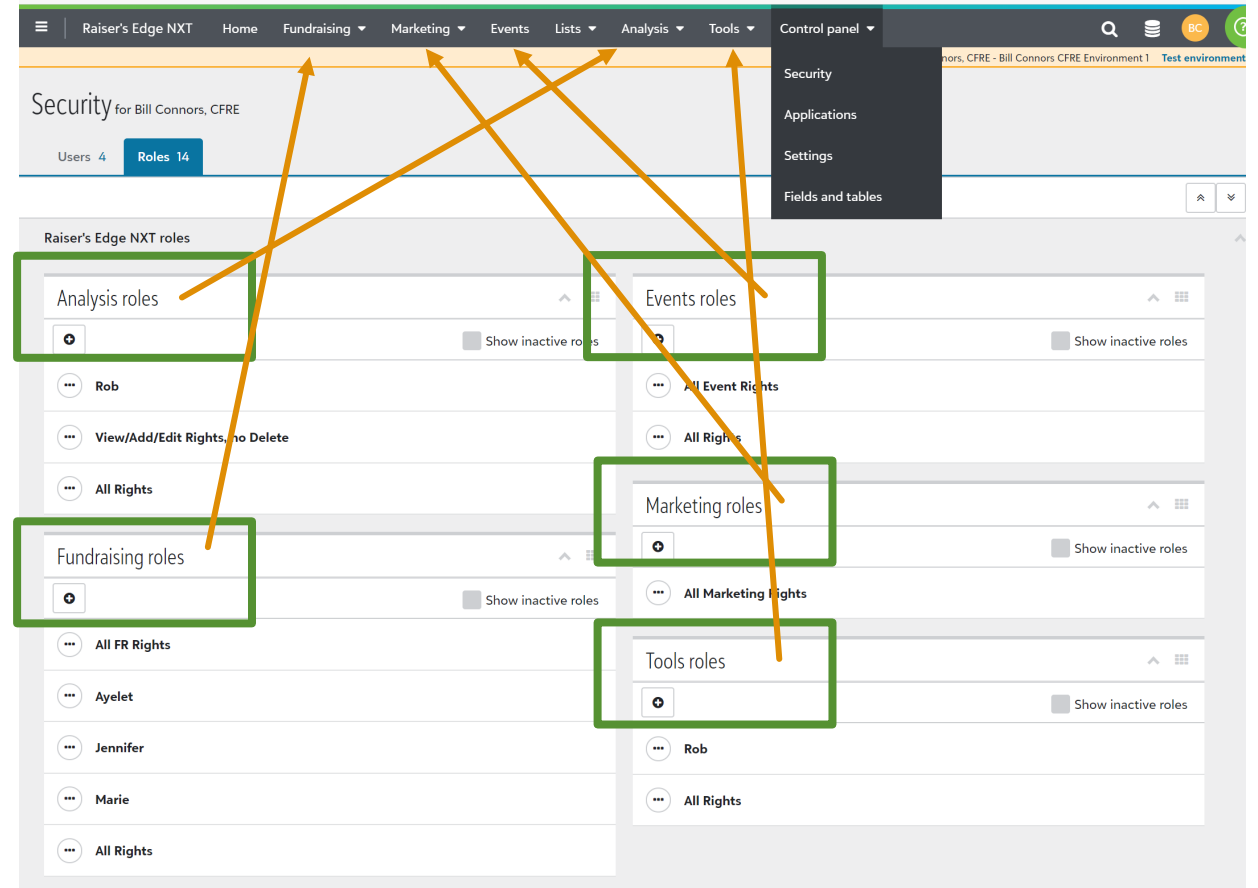 Raiser's Edge NXT Home Fundraising Marketing Events Lists Analysis Tools Control panel BC
nors, CFRE - Bill Connors CFRE Environment 1 Test environment
Security
Applications
Settings
Fields and tables
Security for Bill Connors, CFRE
Users 4 Roles 14
Raiser's Edge NXT roles
Analysis roles
Show inactive roles
Rob
View/Add/Edit Rights, no Delete
All Rights
Fundraising roles
Show inactive roles
All FR Rights
Ayelet
Jennifer
Marie
All Rights
Events roles
Show inactive roles
All Event Rights
All Rights
Marketing roles
Show inactive roles
All Marketing Rights
Tools roles
Show inactive roles
Rob
All Rights